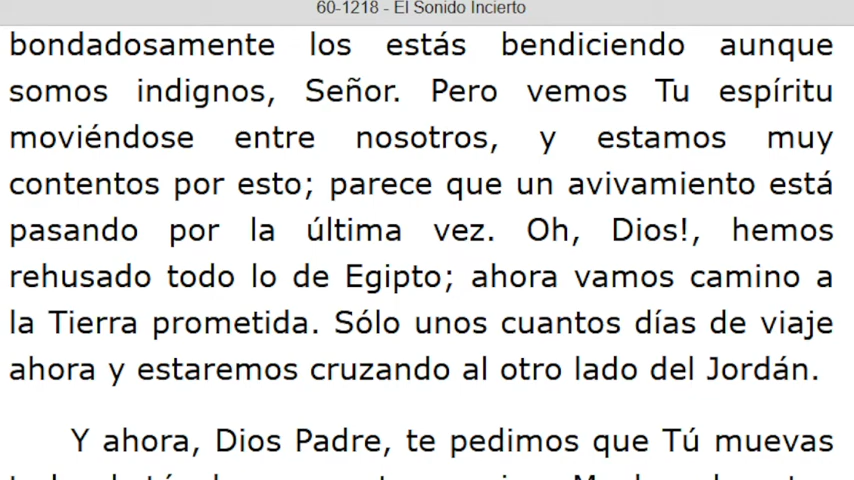 60-1218 - El Sonido Incierto
bondadosamente los estás bendiciendo aunque
somos indignos, Señor. Pero vemos Tu espíritu
moviéndose entre nosotros, y estamos muy
contentos por esto; parece que un avivamiento está
pasando por la última vez. Oh, Dios!, hemos
rehusado todo lo de Egipto; ahora vamos camino a
la Tierra prometida. Sólo unos cuantos días de viaje
ahora y estaremos cruzando al otro lado del Jordán.
Y ahora, Dios Padre, te pedimos que Tú muevas